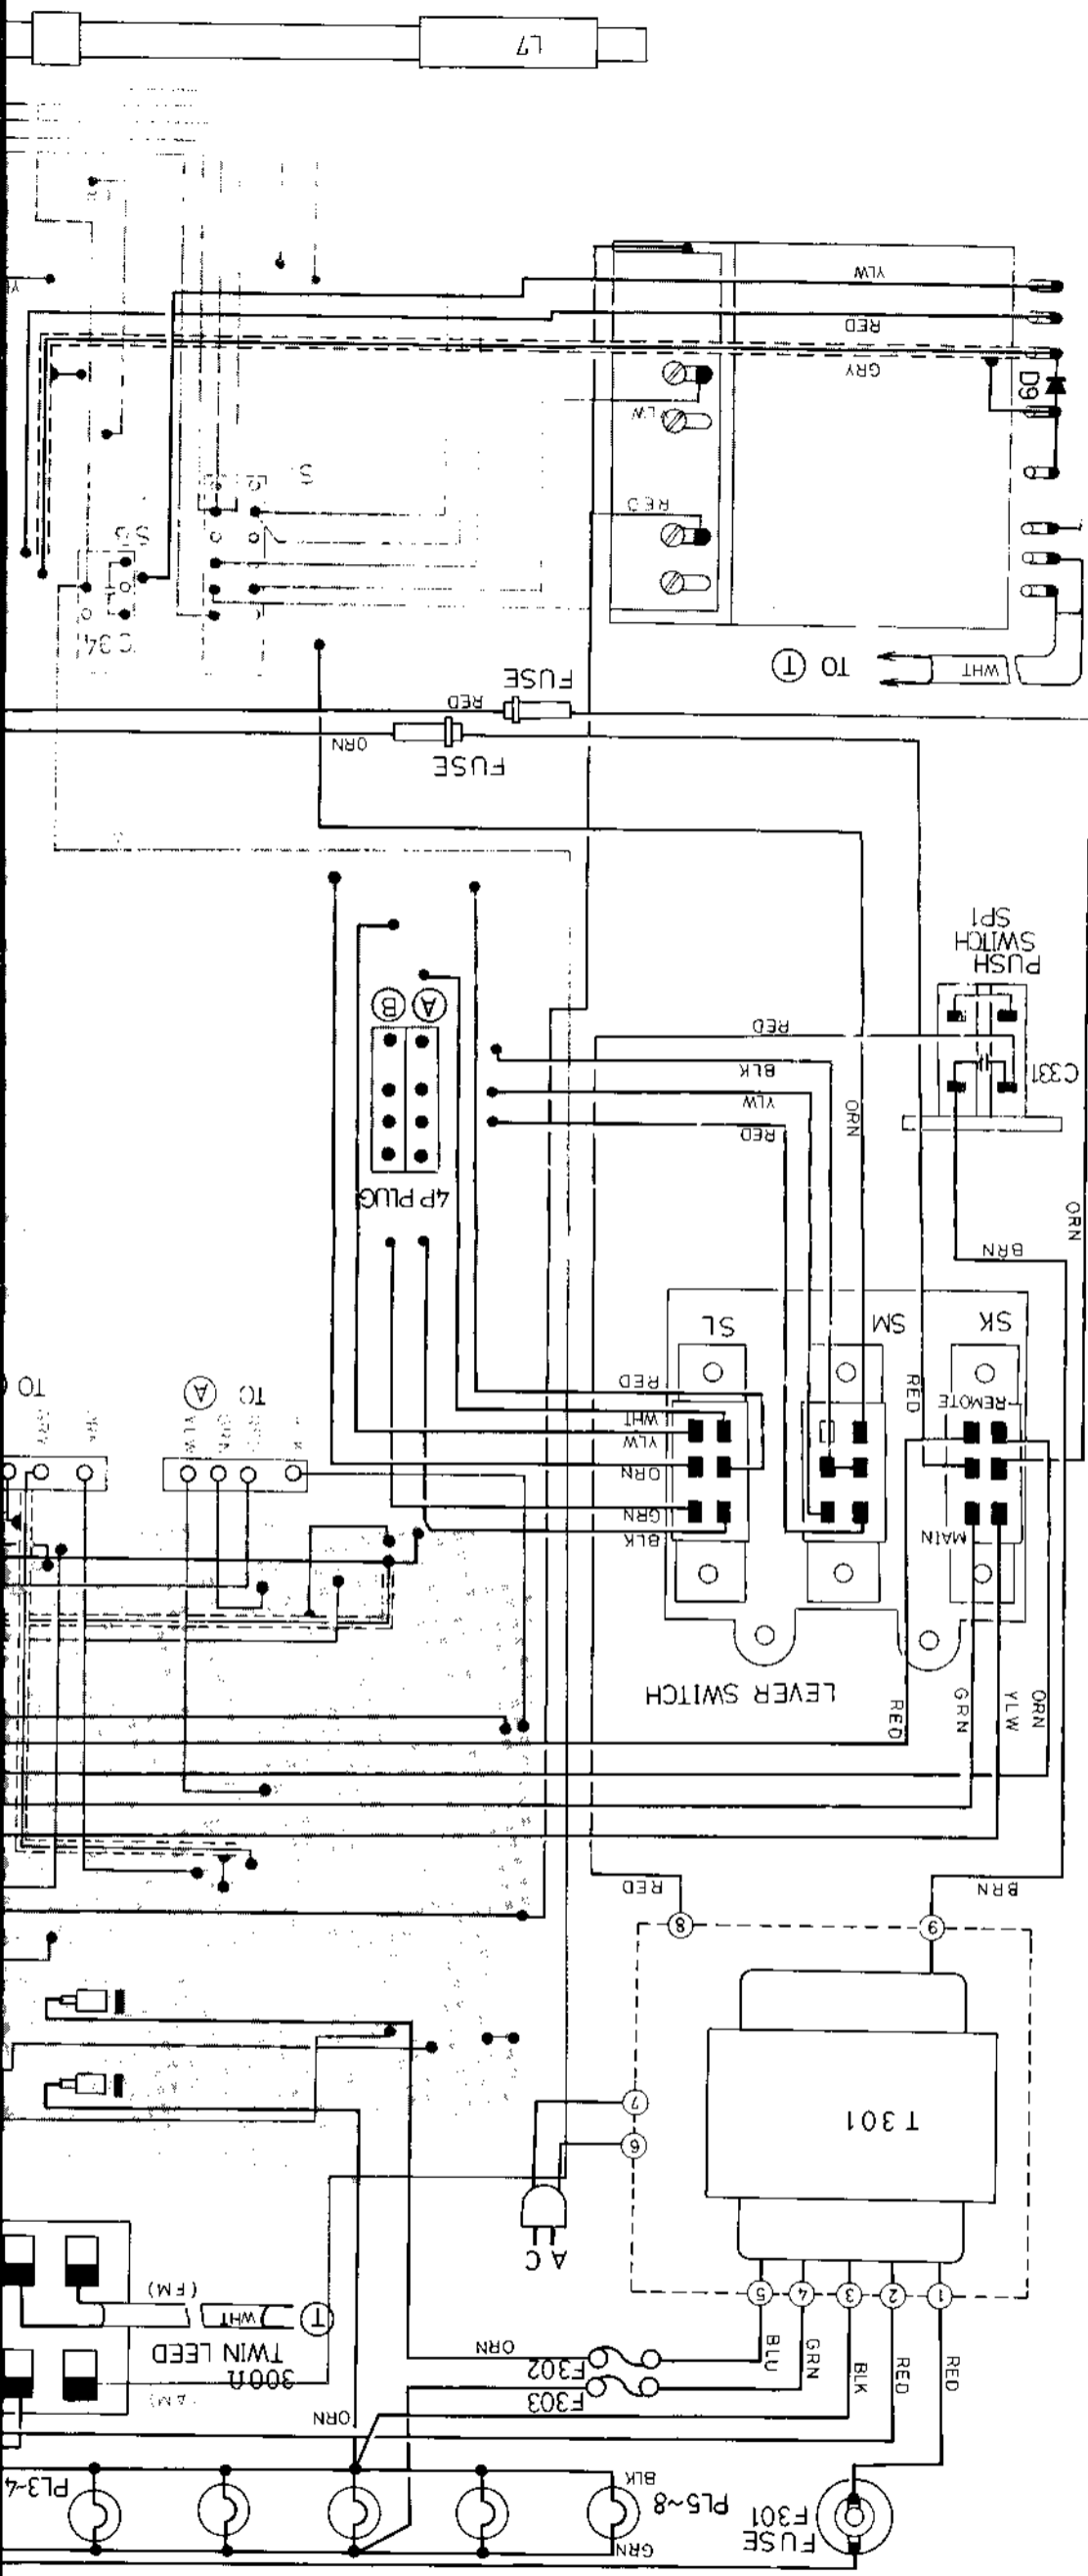 FUSE
F301
PL5~8
GRN
BLK
PL3~4
RED
RED
BLK
GRN
BLU
F303
F302
ORN
ORN
300Ω
TWIN LEED
WHT
T
(FM)
1
2
3
4
5
AC
T301
6
7
9
8
BRN
RED
ORN
YLW
GRN
RED
LEVER SWITCH
MAIN
REMOTE
BLK
GRN
ORN
YLW
WHT
RED
RED
SK
SM
SL
TO A
YLW
GRN
TO
BRN
ORN
4P PLUG
A
B
C331
ORN
RED
YLW
BLK
RED
PUSH
SWITCH
SP1
FUSE
ORN
FUSE
RED
WHT
TO T
RED
D9
GRY
RED
YLW
L7